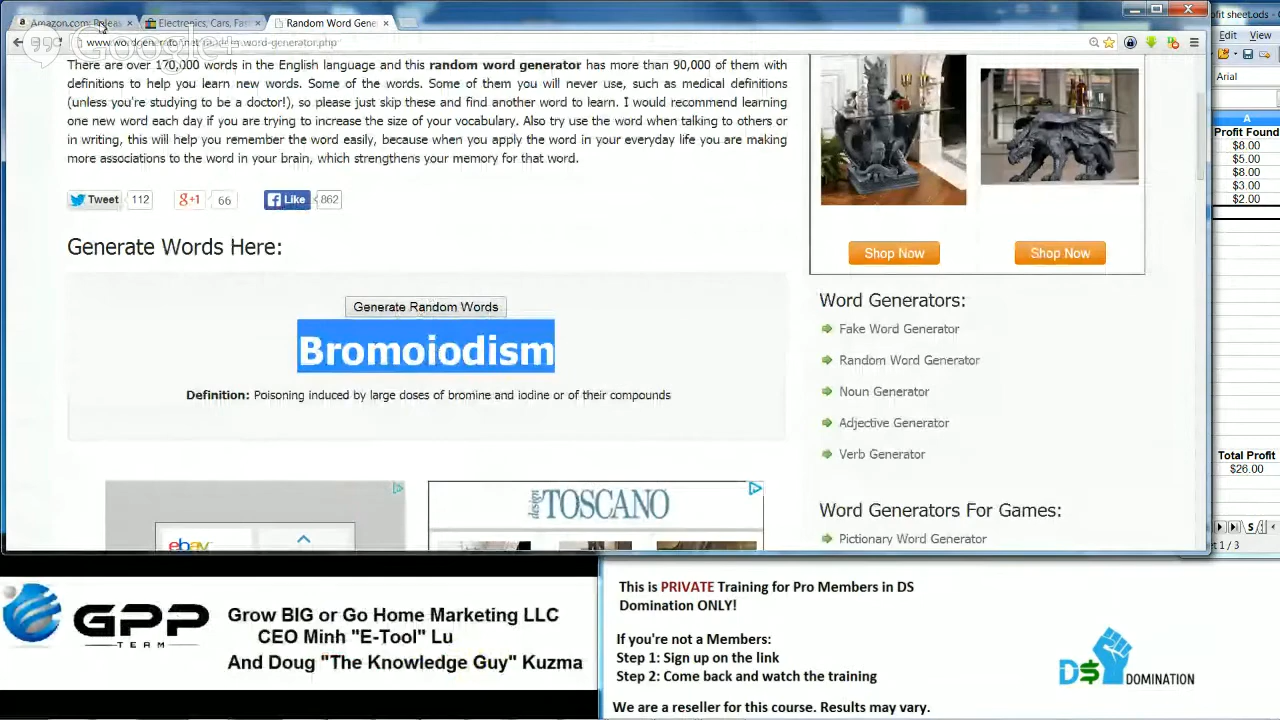 Amazon.com: Releas
Electronics, Cars, Fa
Random Word Gene
Google+
There are over 170,000 words in the English language and this random word generator has more than 90,000 of them with
definitions to help you learn new words. Some of the words. Some of them you will never use, such as medical definitions
(unless you're studying to be a doctor!), so please just skip these and find another word to learn. I would recommend learning
one new word each day if you are trying to increase the size of your vocabulary. Also try use the word when talking to others or
in writing, this will help you remember the word easily, because when you apply the word in your everyday life you are making
more associations to the word in your brain, which strengthens your memory for that word.
Tweet 112 g+1 66 Like 862
Generate Words Here:
Generate Random Words
Bromoiodism
Definition: Poisoning induced by large doses of bromine and iodine or of their compounds
ebay
design TOSCANO
Shop Now Shop Now
Word Generators:
Fake Word Generator
Random Word Generator
Noun Generator
Adjective Generator
Verb Generator
Word Generators For Games:
Pictionary Word Generator
ofit sheet.ods - O
Edit View
Arial
A
Profit Found
$8.00
$5.00
$8.00
$3.00
$2.00
Total Profit
$26.00
et 1 / 3
GPP
TEAM
Grow BIG or Go Home Marketing LLC
CEO Minh "E-Tool" Lu
And Doug "The Knowledge Guy" Kuzma
This is PRIVATE Training for Pro Members in DS
Domination ONLY!
If you're not a Members:
Step 1: Sign up on the link
Step 2: Come back and watch the training
We are a reseller for this course. Results may vary.
D$ DOMINATION